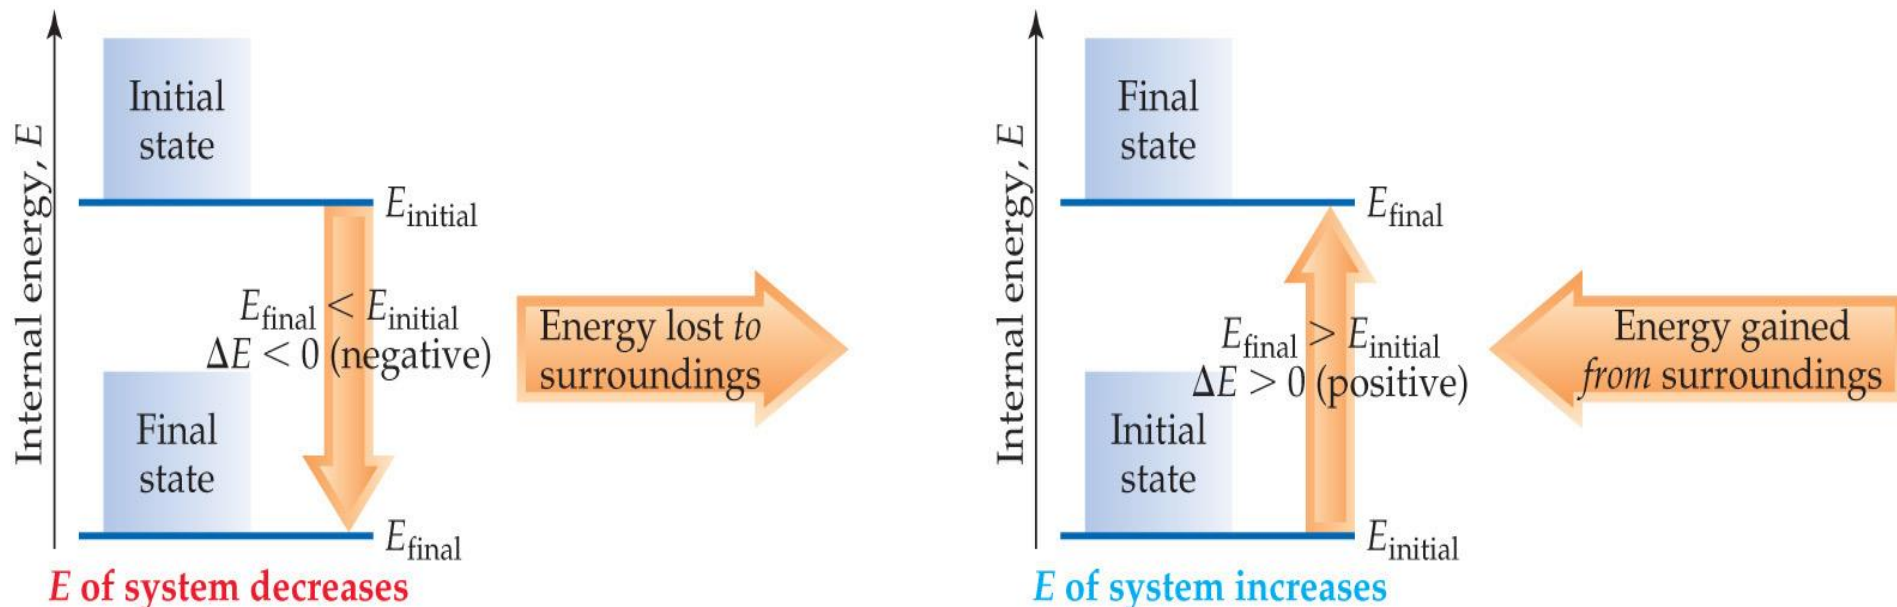 Internal energy, E
Initial
state
E_initial
E_final < E_initial
ΔE < 0 (negative)
Energy lost to
surroundings
Final
state
E_final
E of system decreases
Internal energy, E
Final
state
E_final
E_final > E_initial
ΔE > 0 (positive)
Energy gained
from surroundings
Initial
state
E_initial
E of system increases